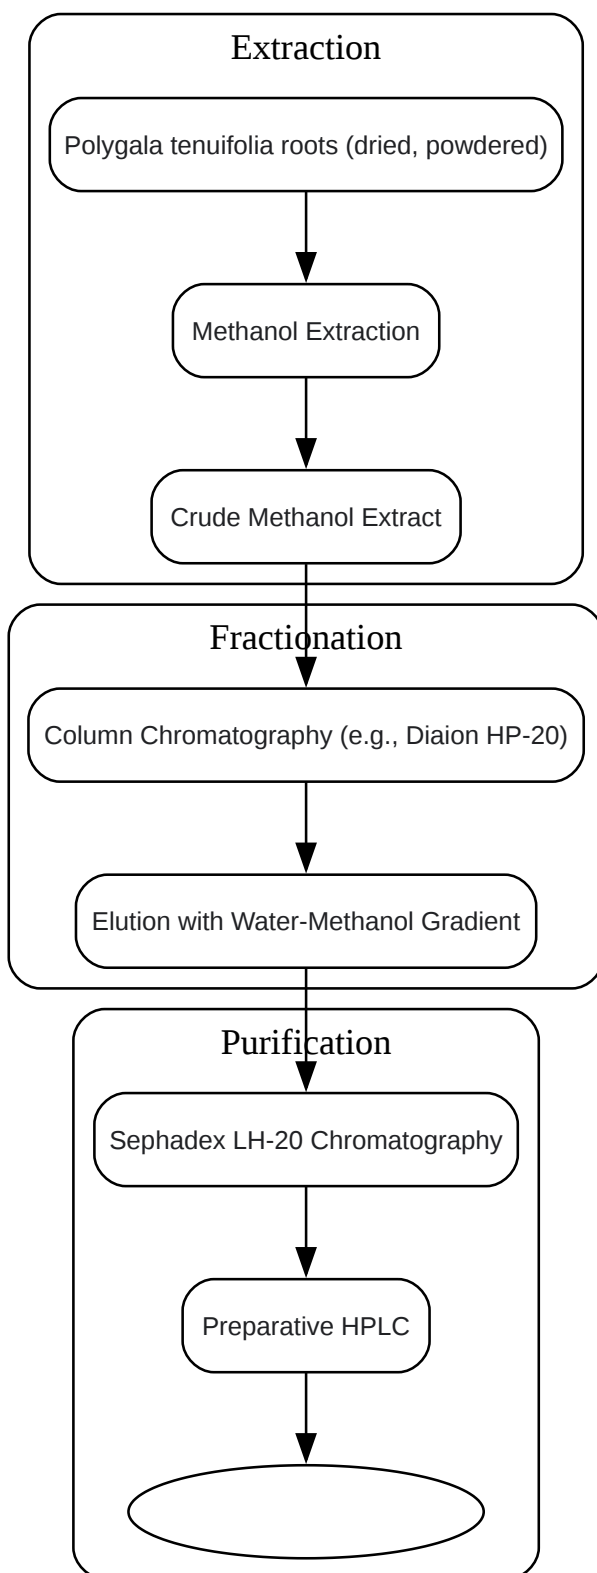 Extraction
Polygala tenuifolia roots (dried, powdered)
Methanol Extraction
Crude Methanol Extract
Fractionation
Column Chromatography (e.g., Diaion HP-20)
Elution with Water-Methanol Gradient
Purification
Sephadex LH-20 Chromatography
Preparative HPLC